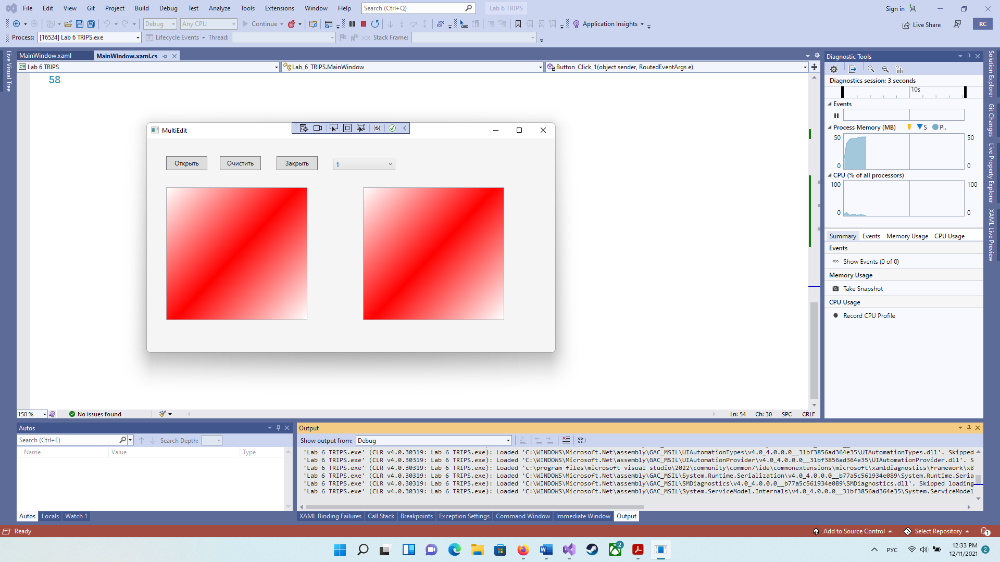 File Edit View Git Project Build Debug Test Analyze Tools Extensions Window Help Search (Ctrl+Q) Lab 6 TRIPS Sign in
Debug Any CPU Continue Application Insights Live Share RC
Process: [16524] Lab 6 TRIPS.exe Lifecycle Events Thread: Stack Frame:
Live Visual Tree
MainWindow.xaml MainWindow.xaml.cs
Lab 6 TRIPS Lab_6_TRIPS.MainWindow Button_Click_1(object sender, RoutedEventArgs e)
58
MultiEdit
Открыть Очистить Закрыть 1
150 % No issues found Ln: 54 Ch: 30 SPC CRLF
Diagnostic Tools
Diagnostics session: 3 seconds
10s
Events
Process Memory (MB) S P..
50 50
0 0
CPU (% of all processors)
100 100
0 0
Summary Events Memory Usage CPU Usage
Events
Show Events (0 of 0)
Memory Usage
Take Snapshot
CPU Usage
Record CPU Profile
Solution Explorer
Git Changes
Live Property Explorer
XAML Live Preview
Autos
Search (Ctrl+E) Search Depth:
Name Value Type
Autos Locals Watch 1
Output
Show output from: Debug
'Lab 6 TRIPS.exe' (CLR v4.0.30319: Lab 6 TRIPS.exe): Loaded 'C:\WINDOWS\Microsoft.Net\assembly\GAC_MSIL\UIAutomationTypes\v4.0_4.0.0.0__31bf3856ad364e35\UIAutomationTypes.dll'. Skipped
'Lab 6 TRIPS.exe' (CLR v4.0.30319: Lab 6 TRIPS.exe): Loaded 'C:\WINDOWS\Microsoft.Net\assembly\GAC_MSIL\UIAutomationProvider\v4.0_4.0.0.0__31bf3856ad364e35\UIAutomationProvider.dll'. S
'Lab 6 TRIPS.exe' (CLR v4.0.30319: Lab 6 TRIPS.exe): Loaded 'c:\program files\microsoft visual studio\2022\community\common7\ide\commonextensions\microsoft\xamldiagnostics\Framework\x8
'Lab 6 TRIPS.exe' (CLR v4.0.30319: Lab 6 TRIPS.exe): Loaded 'C:\WINDOWS\Microsoft.Net\assembly\GAC_MSIL\System.Runtime.Serialization\v4.0_4.0.0.0__b77a5c561934e089\System.Runtime.Seria
'Lab 6 TRIPS.exe' (CLR v4.0.30319: Lab 6 TRIPS.exe): Loaded 'C:\WINDOWS\Microsoft.Net\assembly\GAC_MSIL\SMDiagnostics\v4.0_4.0.0.0__b77a5c561934e089\SMDiagnostics.dll'. Skipped loading
'Lab 6 TRIPS.exe' (CLR v4.0.30319: Lab 6 TRIPS.exe): Loaded 'C:\WINDOWS\Microsoft.Net\assembly\GAC_MSIL\System.ServiceModel.Internals\v4.0_4.0.0.0__31bf3856ad364e35\System.ServiceModel
XAML Binding Failures Call Stack Breakpoints Exception Settings Command Window Immediate Window Output
Ready Add to Source Control Select Repository 1
2 РУС 12:33 PM 2
12/11/2021